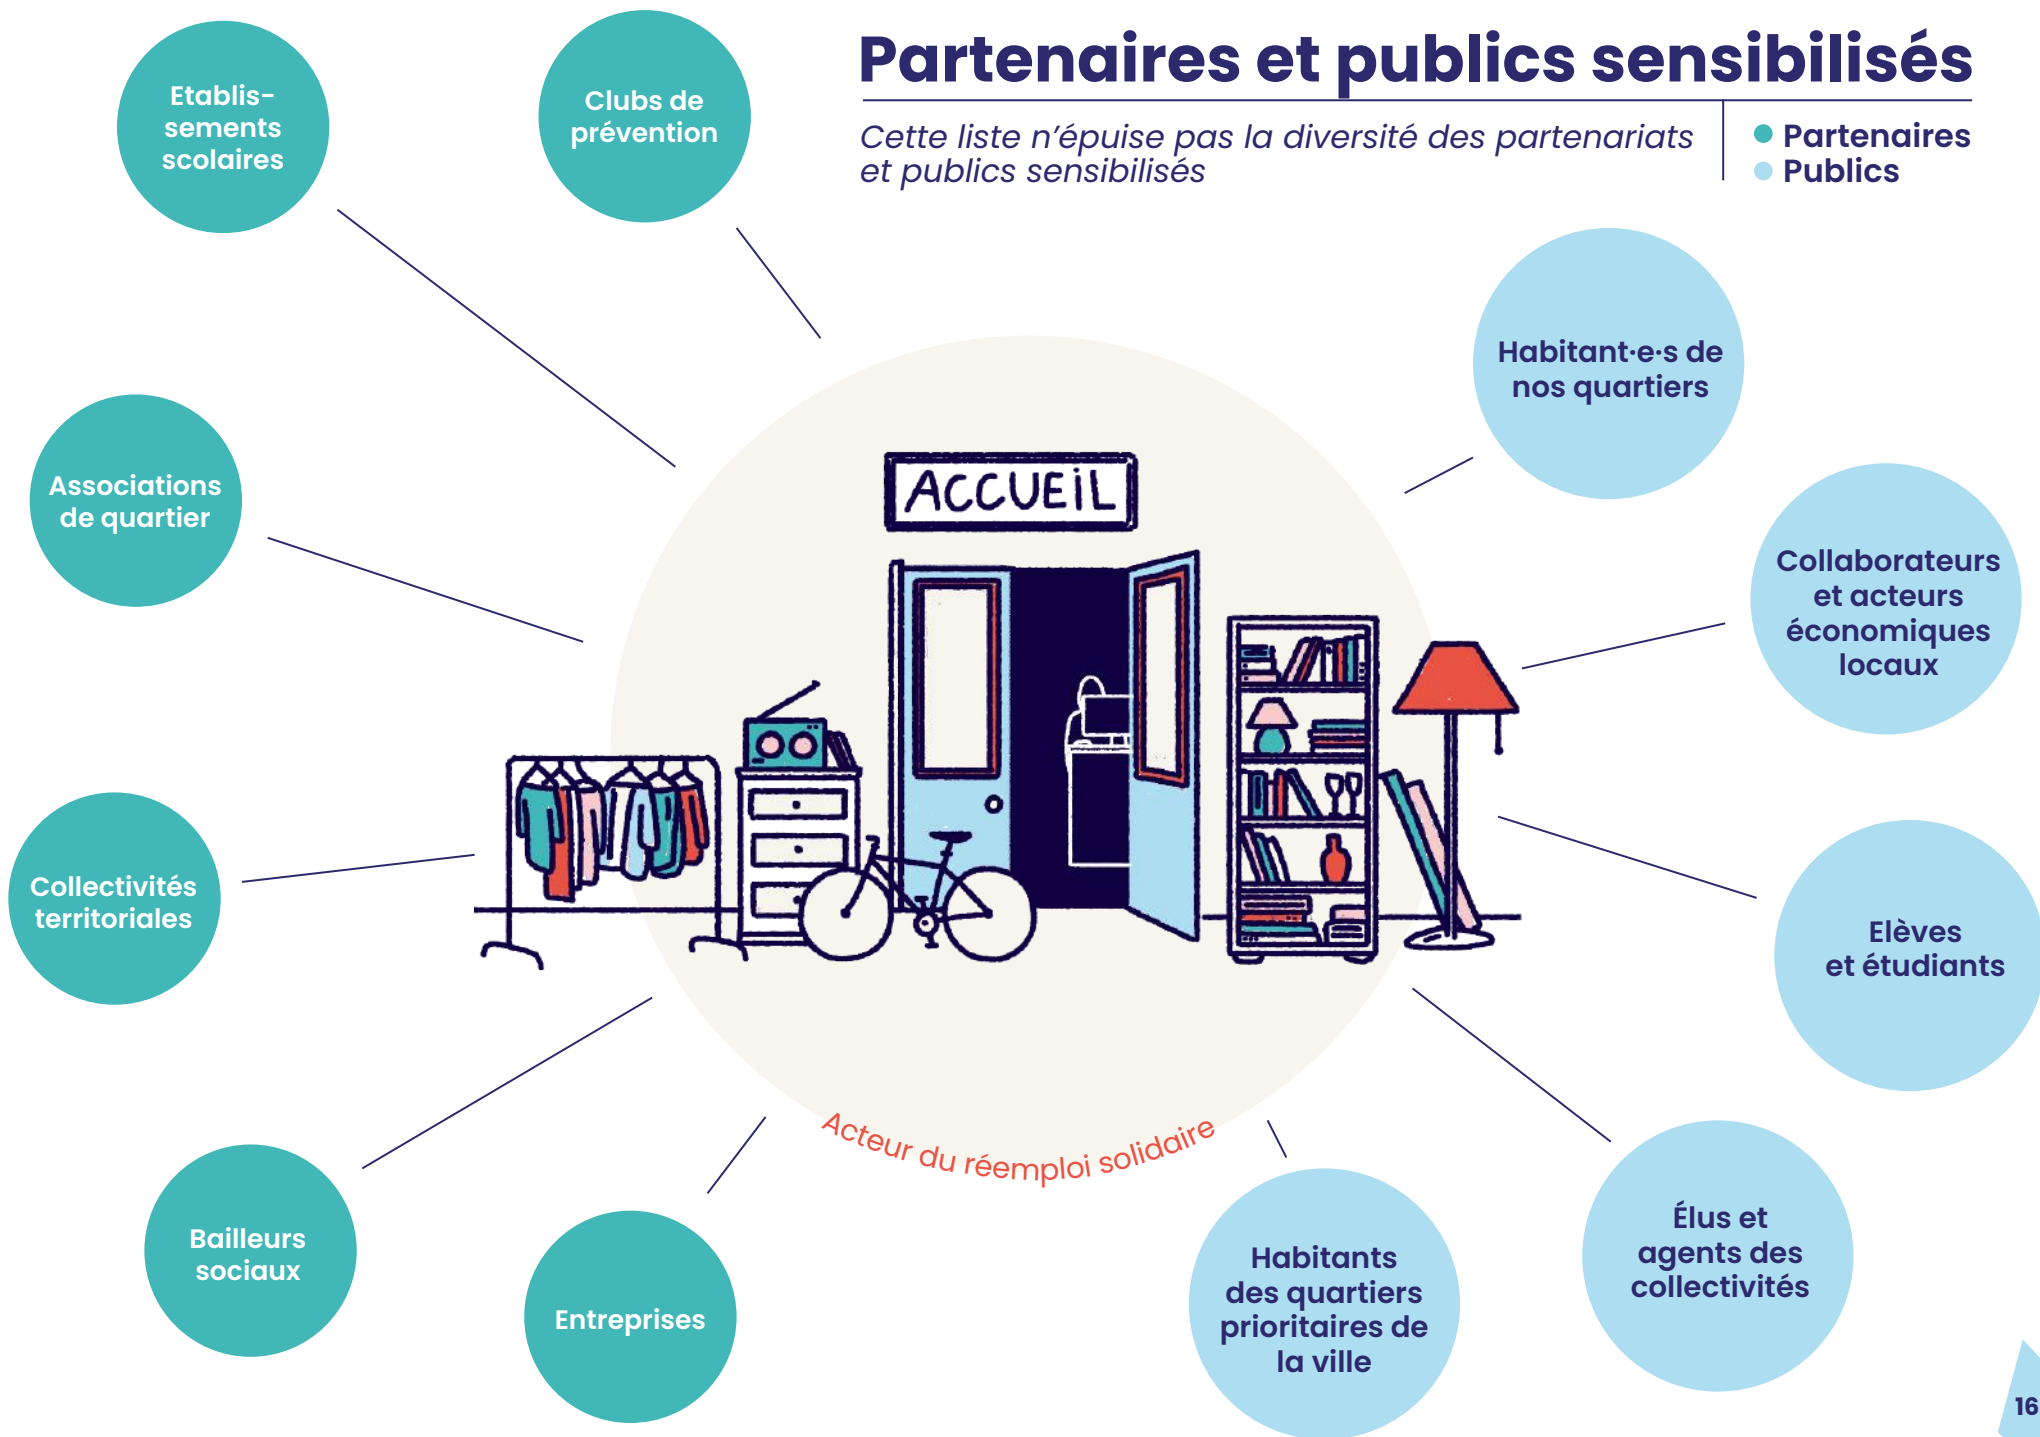 Partenaires et publics sensibilisés
Cette liste n'épuise pas la diversité des partenariats
et publics sensibilisés
Partenaires
Publics
Etablis-
sements
scolaires
Clubs de
prévention
Associations
de quartier
Collectivités
territoriales
Bailleurs
sociaux
Entreprises
ACCUEiL
Acteur du réemploi solidaire
Habitant·e·s de
nos quartiers
Collaborateurs
et acteurs
économiques
locaux
Elèves
et étudiants
Élus et
agents des
collectivités
Habitants
des quartiers
prioritaires de
la ville
16